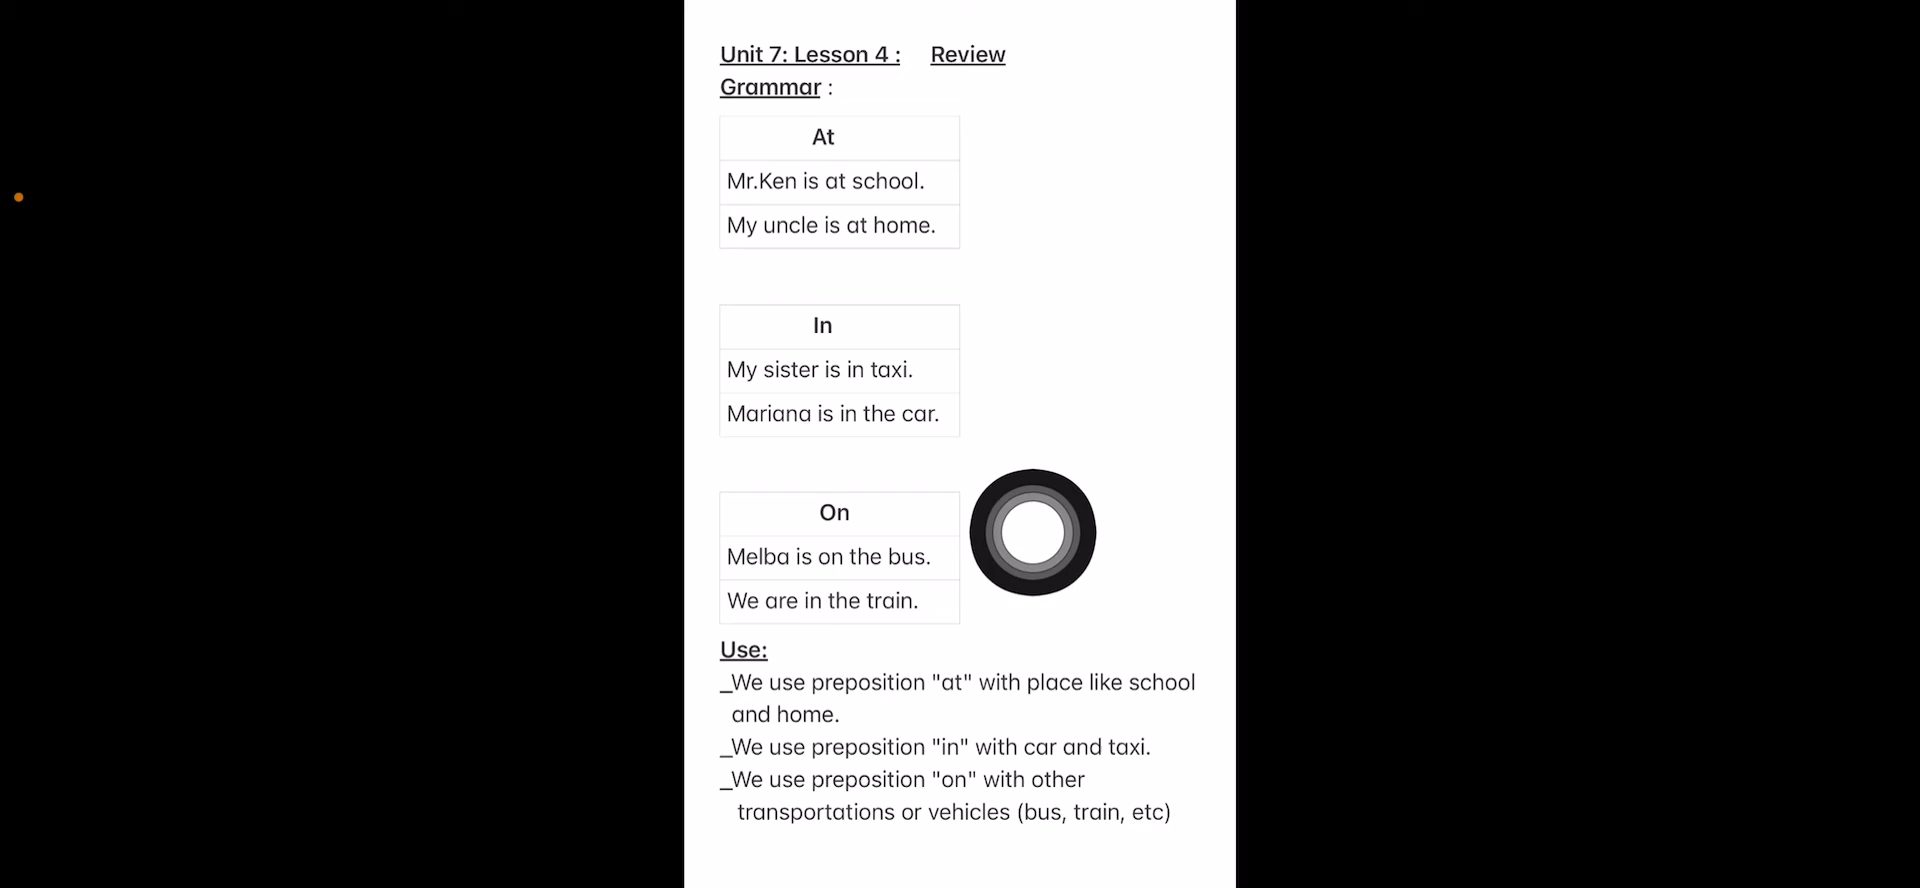 Unit 7: Lesson 4 : Review
Grammar :
At
Mr.Ken is at school.
My uncle is at home.
In
My sister is in taxi.
Mariana is in the car.
On
Melba is on the bus.
We are in the train.
Use:
_We use preposition "at" with place like school
and home.
_We use preposition "in" with car and taxi.
_We use preposition "on" with other
transportations or vehicles (bus, train, etc)